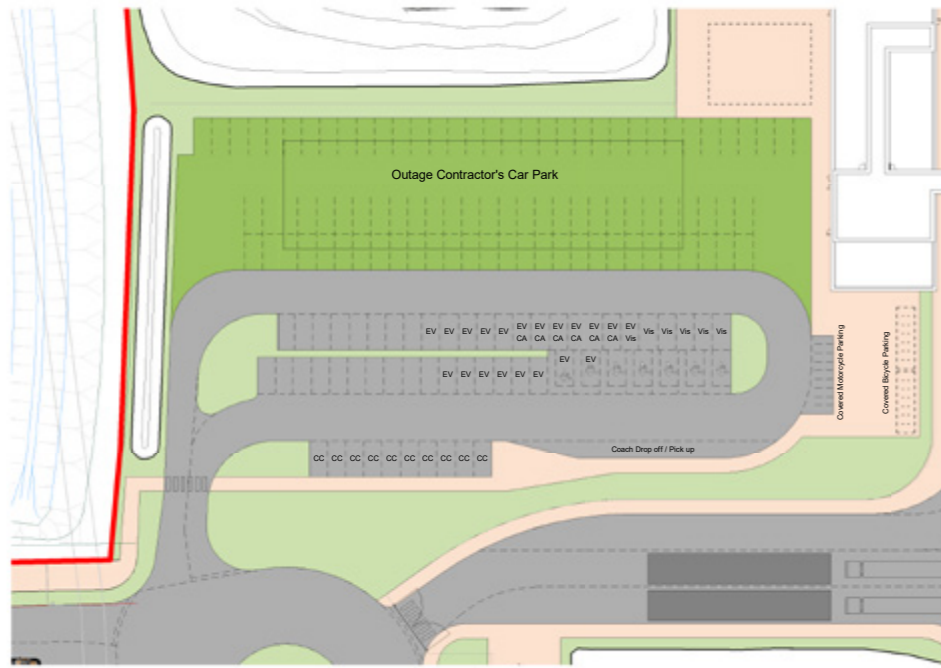 Outage Contractor's Car Park
EV EV EV EV EV EV EV EV EV EV EV EV Vis Vis Vis Vis Vis
CA CA CA CA CA CA Vis
EV EV
EV EV EV EV EV EV
CC CC CC CC CC CC CC CC CC CC
Coach Drop off / Pick up
Covered Motorcycle Parking
Covered Bicycle Parking